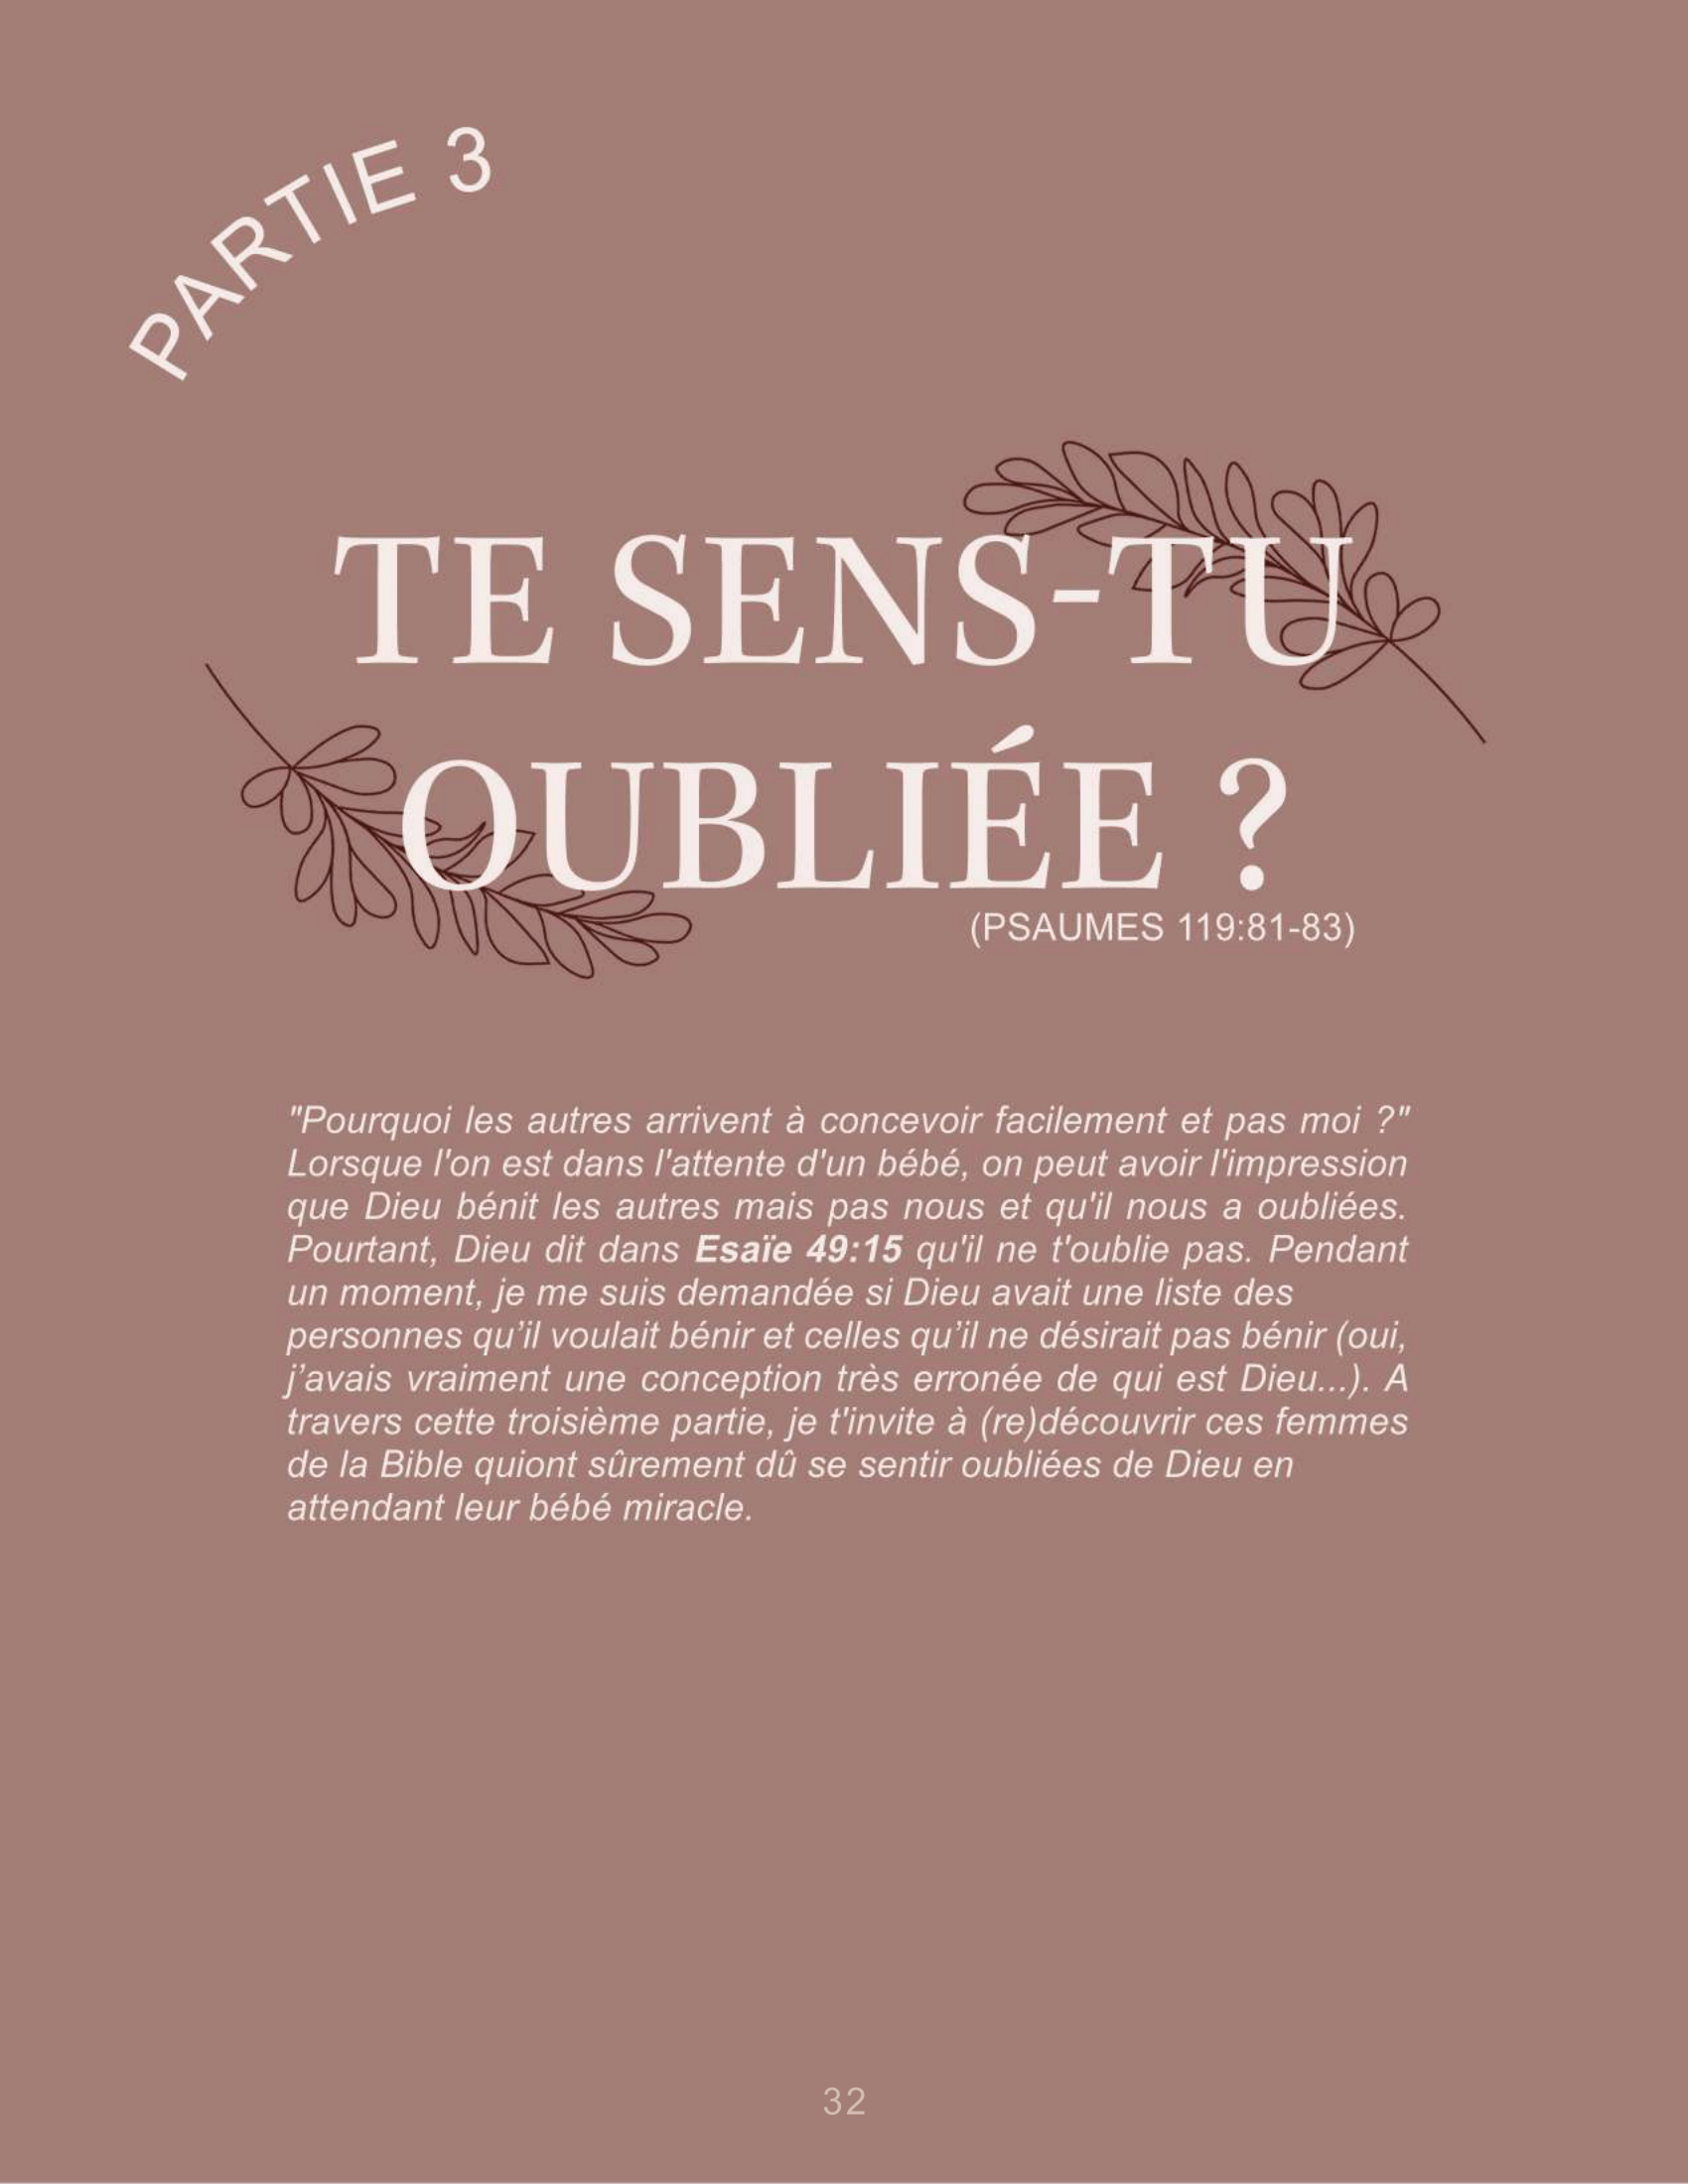 PARTIE 3
TE SENS-TU
OUBLIÉE ?
(PSAUMES 119:81-83)
"Pourquoi les autres arrivent à concevoir facilement et pas moi ?"
Lorsque l'on est dans l'attente d'un bébé, on peut avoir l'impression
que Dieu bénit les autres mais pas nous et qu'il nous a oubliées.
Pourtant, Dieu dit dans Esaïe 49:15 qu'il ne t'oublie pas. Pendant
un moment, je me suis demandée si Dieu avait une liste des
personnes qu’il voulait bénir et celles qu’il ne désirait pas bénir (oui,
j’avais vraiment une conception très erronée de qui est Dieu...). A
travers cette troisième partie, je t'invite à (re)découvrir ces femmes
de la Bible quiont sûrement dû se sentir oubliées de Dieu en
attendant leur bébé miracle.
32